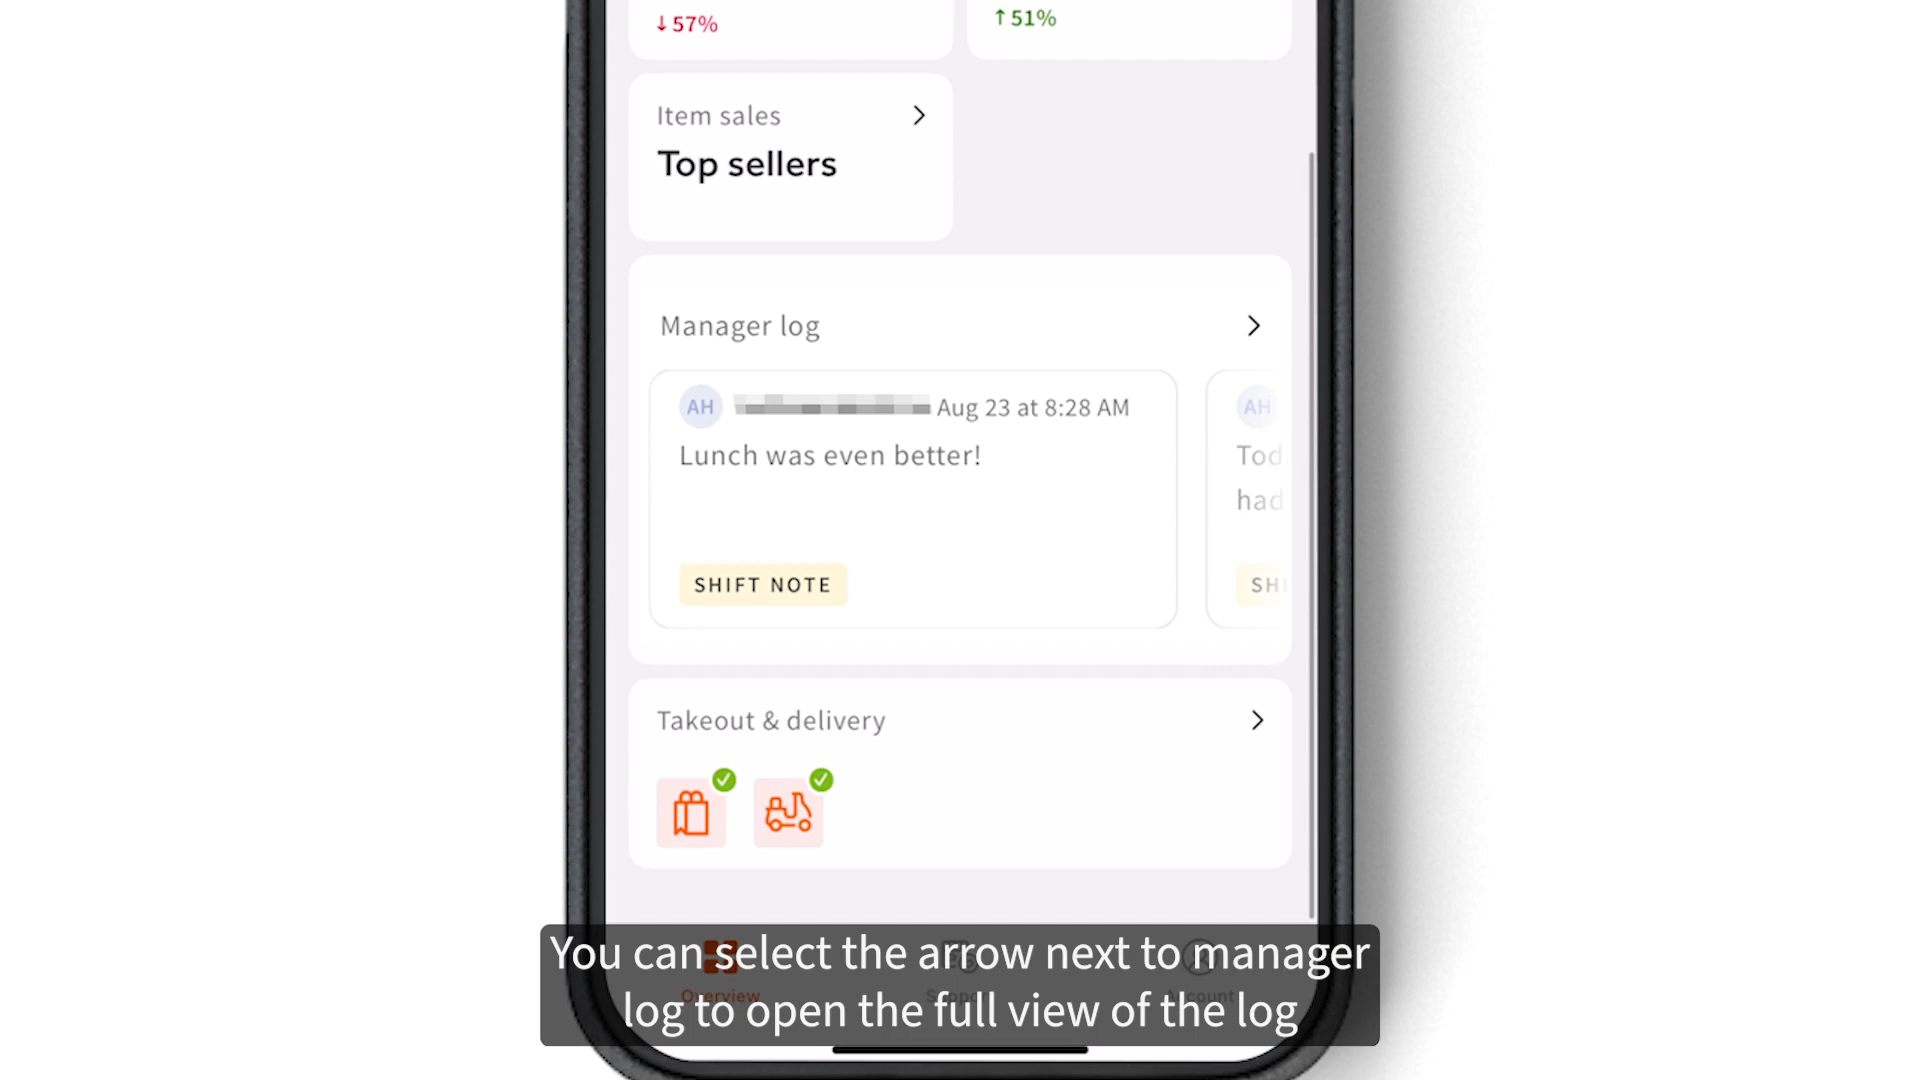 ↓57%
↑51%
Item sales
Top sellers
Manager log
AH
Aug 23 at 8:28 AM
Lunch was even better!
SHIFT NOTE
AH
Tod
had
SHI
Takeout & delivery
Overview
You can select the arrow next to manager
log to open the full view of the log